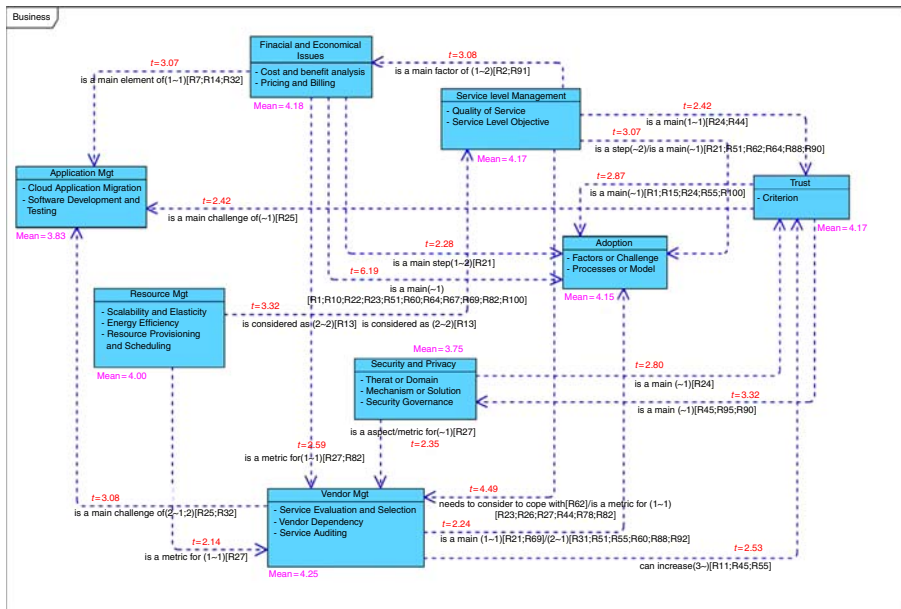 Business
Finacial and Economical
Issues
- Cost and benefit analysis
- Pricing and Billing
Mean=4.18
t=3.07
is a main element of(1~1)[R7;R14;R32]
t=3.08
is a main factor of (1~2)[R2;R91]
Service level Management
- Quality of Service
- Service Level Objective
Mean=4.17
t=2.42
is a main(1~1)[R24;R44]
t=3.07
is a step(~2)/is a main(~1)[R21;R51;R62;R64;R88;R90]
t=2.87
is a main(~1)[R1;R15;R24;R55;R100]
Application Mgt
- Cloud Application Migration
- Software Development and
Testing
Mean=3.83
t=2.42
is a main challenge of(~1)[R25]
Trust
- Criterion
Mean=4.17
Adoption
- Factors or Challenge
- Processes or Model
Mean=4.15
t=2.28
is a main step(1~2)[R21]
t=6.19
is a main(~1)
[R1;R10;R22;R23;R51;R60;R64;R67;R69;R82;R100]
Resource Mgt
- Scalability and Elasticity
- Energy Efficiency
- Resource Provisioning
and Scheduling
Mean=4.00
t=3.32
is considered as (2~2)[R13] is considered as (2~2)[R13]
Mean=3.75
Security and Privacy
- Therat or Domain
- Mechanism or Solution
- Security Governance
t=2.80
is a main (~1)[R24]
t=3.32
is a main (~1)[R45;R95;R90]
is a aspect/metric for(~1)[R27]
t=2.35
t=2.59
is a metric for(1~1)[R27;R82]
t=3.08
is a main challenge of(2~1;2)[R25;R32]
Vendor Mgt
- Service Evaluation and Selection
- Vendor Dependency
- Service Auditing
Mean=4.25
t=4.49
needs to consider to cope with[R62]/is a metric for (1~1)
[R23;R26;R27;R44;R78;R82]
t=2.24
is a main (1~1)[R21;R69]/(2~1)[R31;R51;R55;R60;R88;R92]
t=2.14
is a metric for (1~1)[R27]
t=2.53
can increase(3~)[R11;R45;R55]